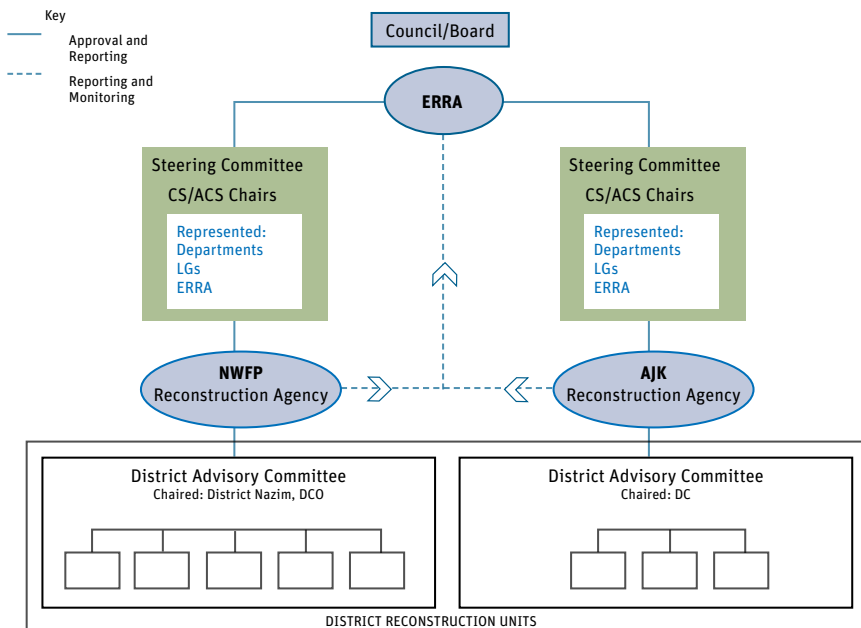 Key
Approval and
Reporting
Reporting and
Monitoring
Council/Board
ERRA
Steering Committee
CS/ACS Chairs
Represented:
Departments
LGs
ERRA
Steering Committee
CS/ACS Chairs
Represented:
Departments
LGs
ERRA
NWFP
Reconstruction Agency
AJK
Reconstruction Agency
District Advisory Committee
Chaired: District Nazim, DCO
District Advisory Committee
Chaired: DC
DISTRICT RECONSTRUCTION UNITS